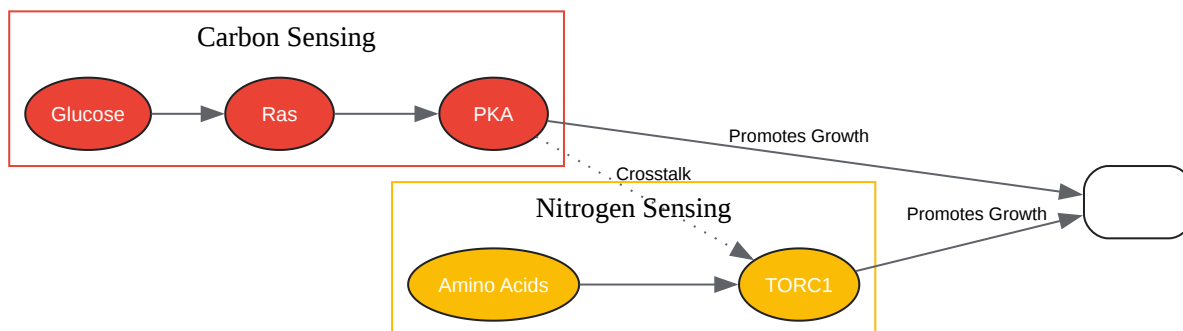 Carbon Sensing
Glucose
Ras
PKA
Promotes Growth
Crosstalk
Nitrogen Sensing
Promotes Growth
Amino Acids
TORC1